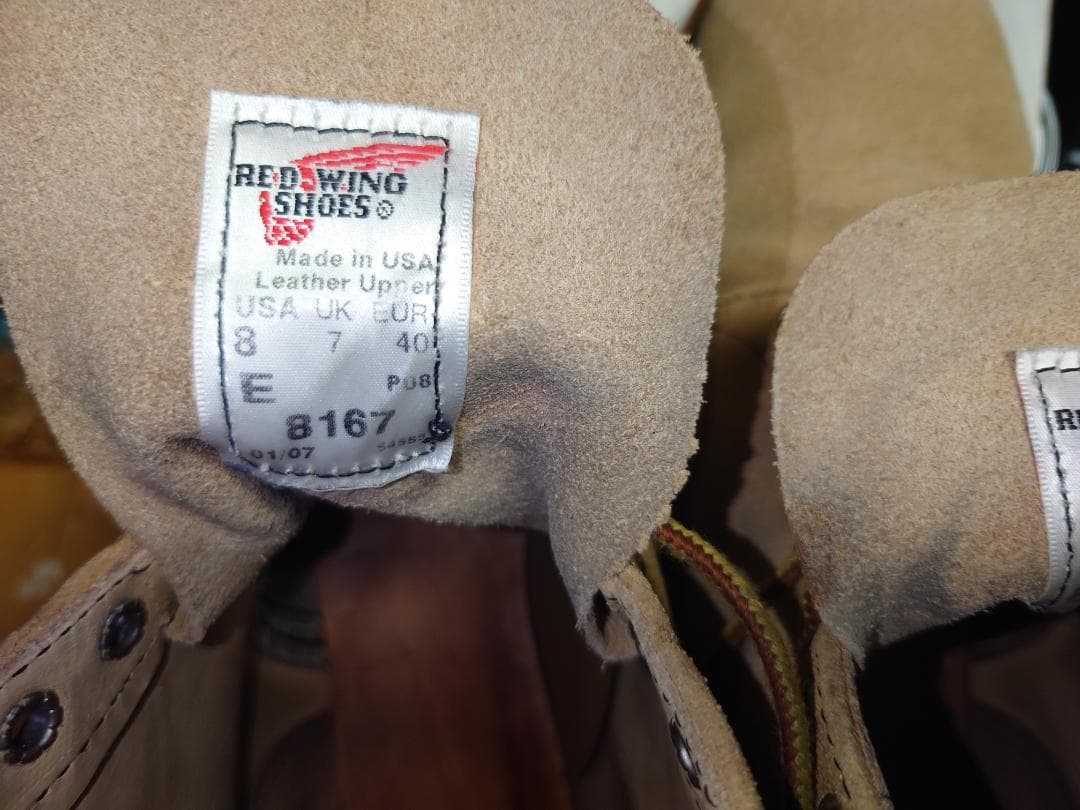 RED WING
SHOES®
Made in USA
Leather Upper
USA UK EUR
8 7 40
E P08
8167
01/07
R